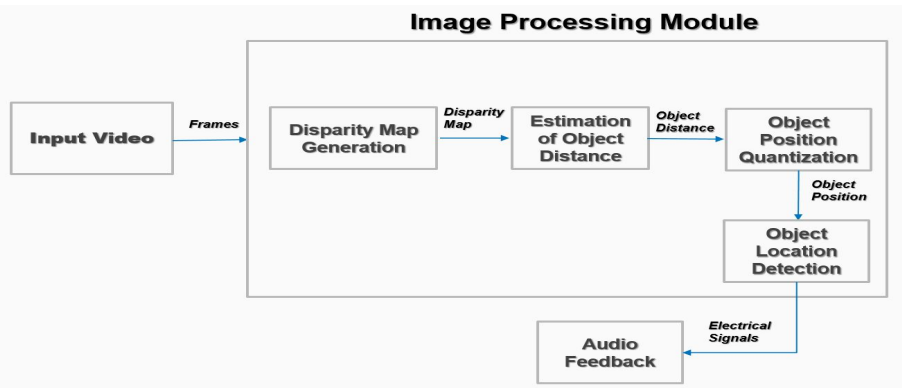 Image Processing Module
Input Video
Frames
Disparity Map
Generation
Disparity
Map
Estimation
of Object
Distance
Object
Distance
Object
Position
Quantization
Object
Position
Object
Location
Detection
Electrical
Signals
Audio
Feedback